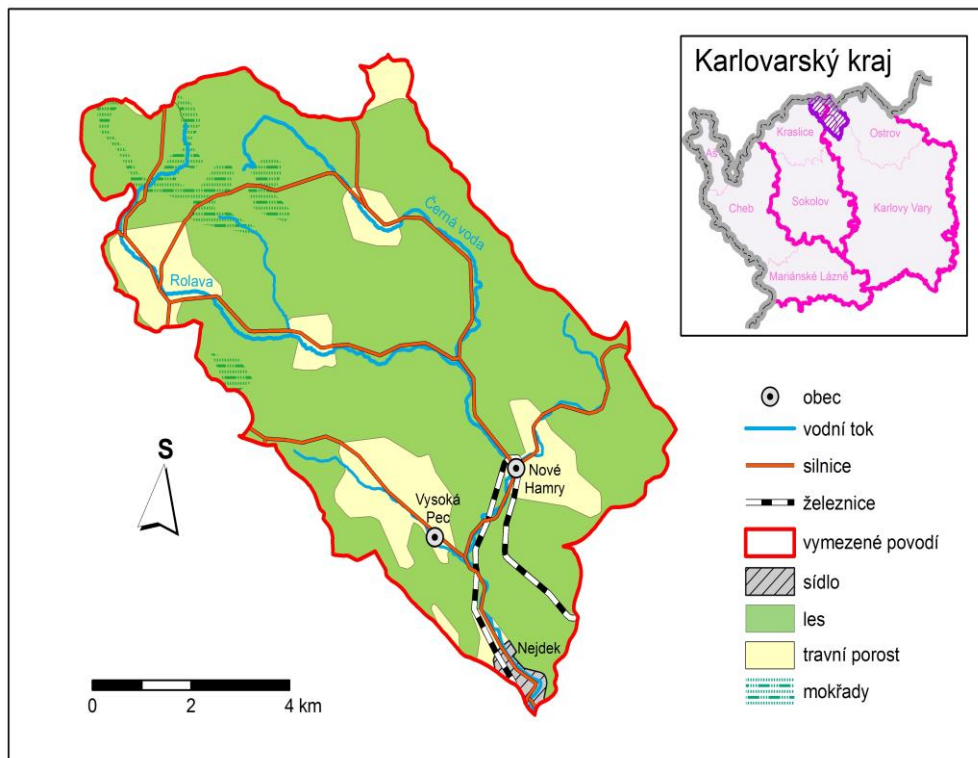 Karlovarský kraj
Kraslice
Ostrov
Aš
Cheb
Sokolov
Karlovy Vary
Mariánské Lázně
Černá voda
Rolava
Nové
Hamry
Vysoká
Pec
Nejdek
S
0 2 4 km
obec
vodní tok
silnice
železnice
vymezené povodí
sídlo
les
travní porost
mokřady